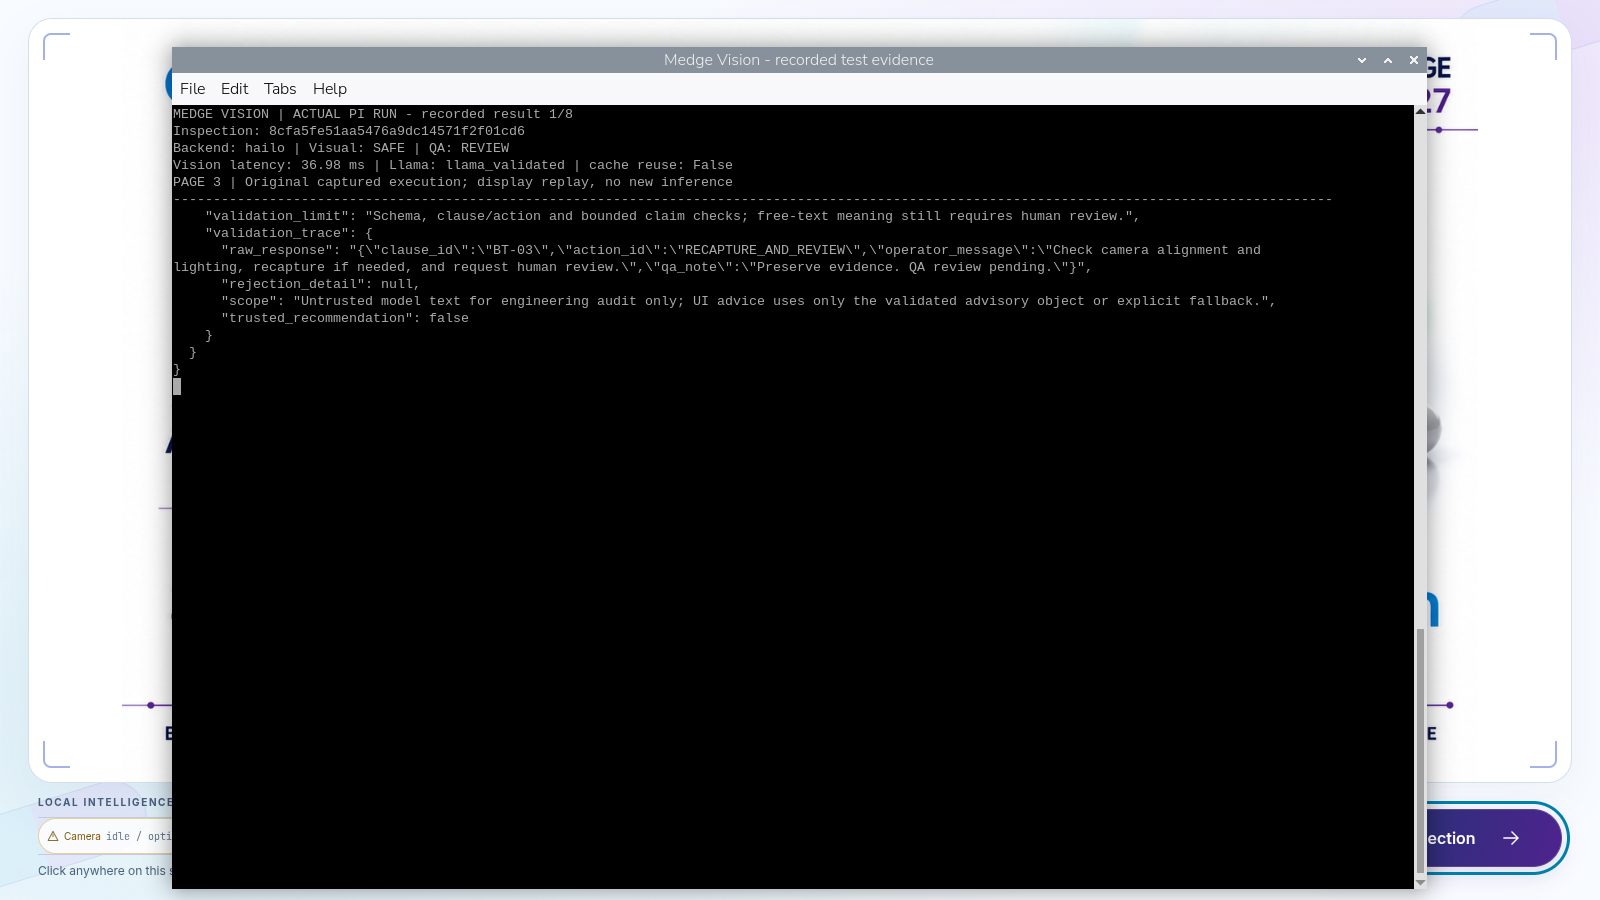 Medge Vision - recorded test evidence
File Edit Tabs Help
MEDGE VISION | ACTUAL PI RUN - recorded result 1/8
Inspection: 8cfa5fe51aa5476a9dc14571f2f01cd6
Backend: hailo | Visual: SAFE | QA: REVIEW
Vision latency: 36.98 ms | Llama: llama_validated | cache reuse: False
PAGE 3 | Original captured execution; display replay, no new inference
"validation_limit": "Schema, clause/action and bounded claim checks; free-text meaning still requires human review.",
"validation_trace": {
"raw_response": "{\"clause_id\":\"BT-03\",\"action_id\":\"RECAPTURE_AND_REVIEW\",\"operator_message\":\"Check camera alignment and
lighting, recapture if needed, and request human review.\",\"qa_note\":\"Preserve evidence. QA review pending.\"}",
"rejection_detail": null,
"scope": "Untrusted model text for engineering audit only; UI advice uses only the validated advisory object or explicit fallback.",
"trusted_recommendation": false
}
}
}
GE
27
E
LOCAL INTELLIGENCE
Camera idle / opti
Click anywhere on this s
ection